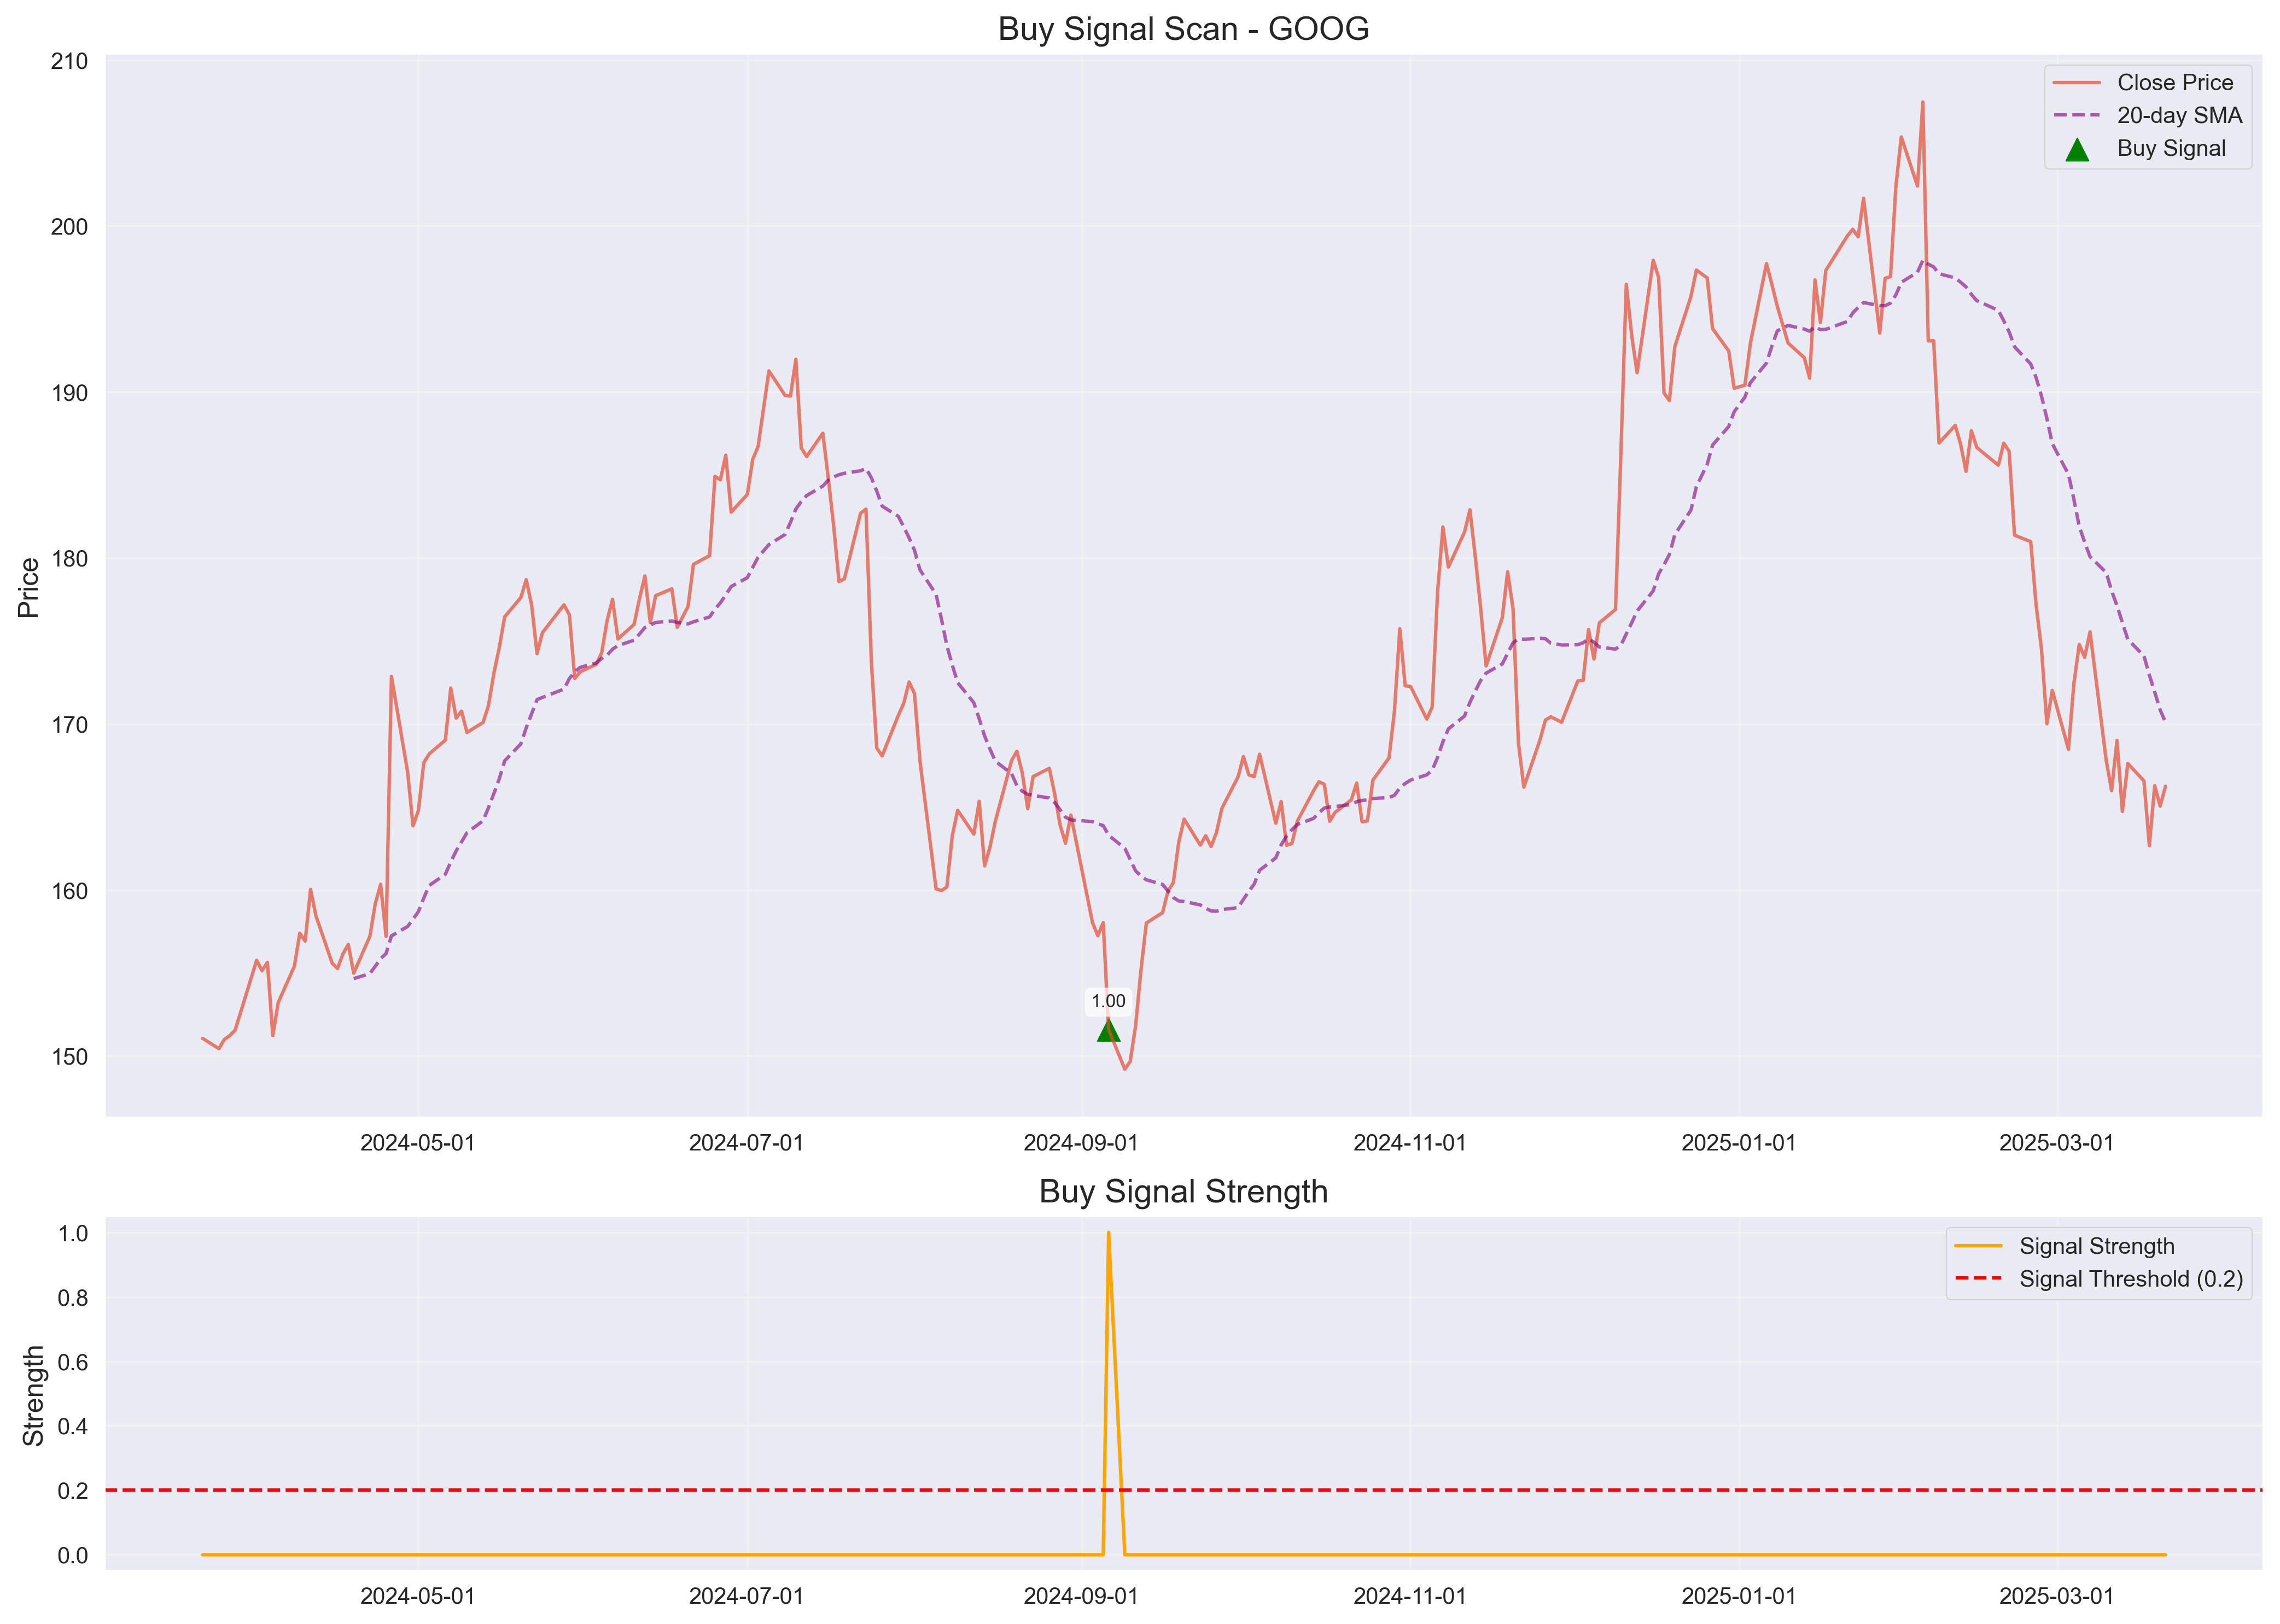 Buy Signal Scan - GOOG
210
200
190
180
170
160
150
Price
Close Price
20-day SMA
Buy Signal
1.00
2024-05-01
2024-07-01
2024-09-01
2024-11-01
2025-01-01
2025-03-01
Buy Signal Strength
1.0
0.8
0.6
0.4
0.2
0.0
Strength
Signal Strength
Signal Threshold (0.2)
2024-05-01
2024-07-01
2024-09-01
2024-11-01
2025-01-01
2025-03-01